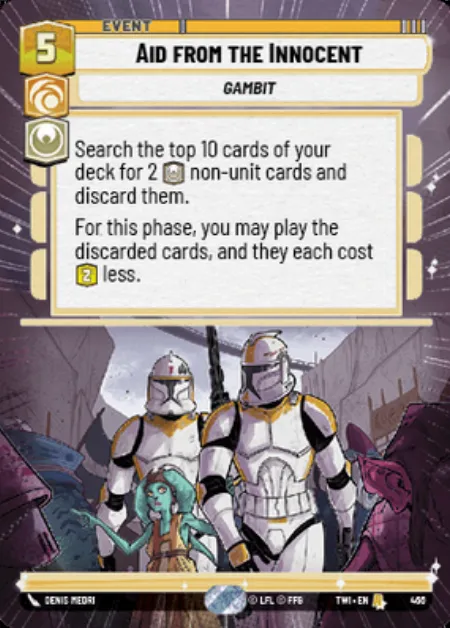 EVENT
5
AID FROM THE INNOCENT
GAMBIT
Search the top 10 cards of your
deck for 2 non-unit cards and
discard them.
For this phase, you may play the
discarded cards, and they each cost
2 less.
DENIS MEDRI
© LFL © FFG
TWI • EN
466